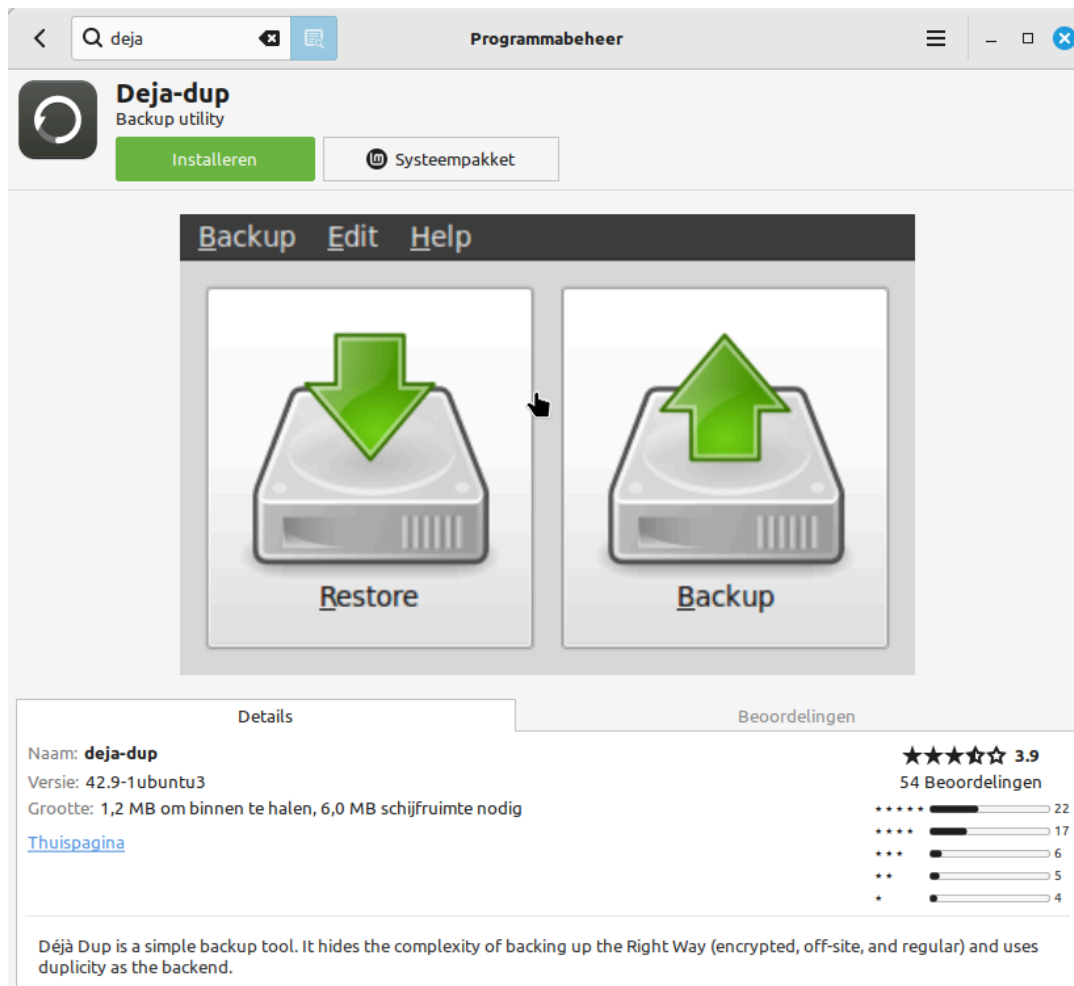 deja
Programmabeheer
Deja-dup
Backup utility
Installeren
Systeempakket
Backup Edit Help
Restore
Backup
Details
Beoordelingen
Naam: deja-dup
Versie: 42.9-1ubuntu3
Grootte: 1,2 MB om binnen te halen, 6,0 MB schijfruimte nodig
Thuispagina
3.9
54 Beoordelingen
22
17
6
5
4
Déjà Dup is a simple backup tool. It hides the complexity of backing up the Right Way (encrypted, off-site, and regular) and uses
duplicity as the backend.